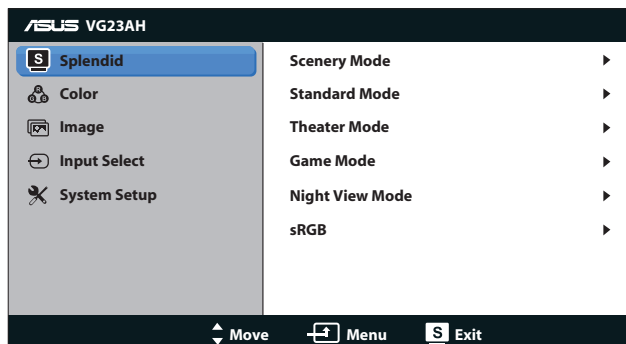 ASUS VG23AH
S Splendid
Color
Image
Input Select
System Setup
Scenery Mode
Standard Mode
Theater Mode
Game Mode
Night View Mode
sRGB
Move Menu S Exit